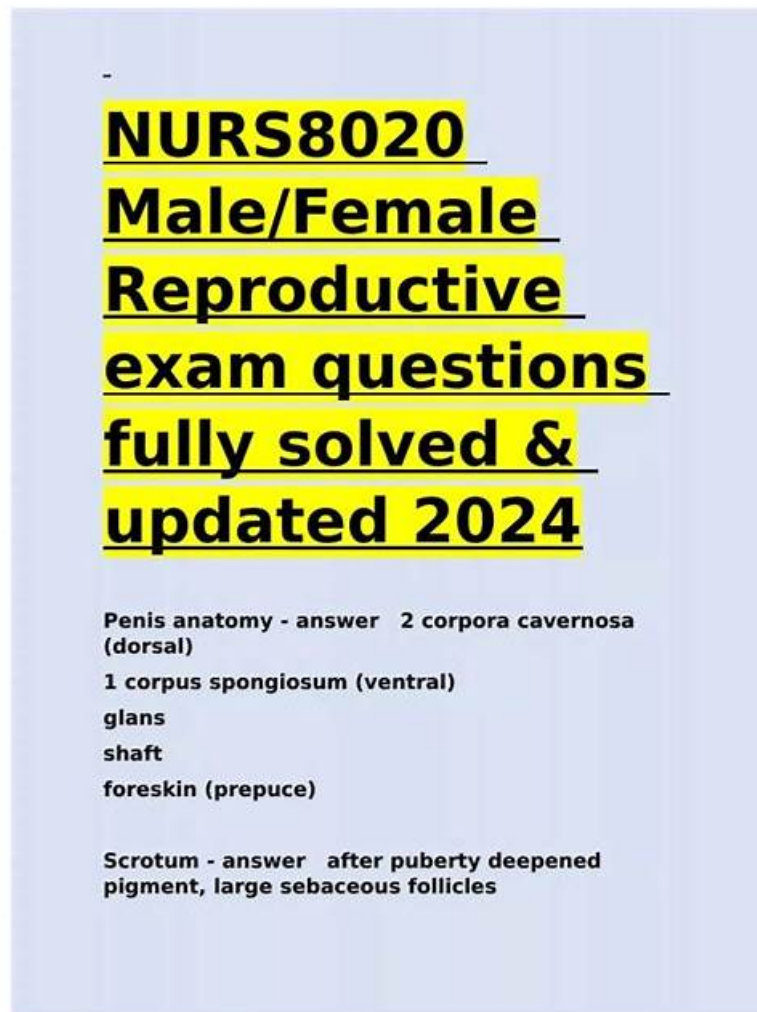 -
NURS8020
Male/Female
Reproductive
exam questions
fully solved &
updated 2024
Penis anatomy - answer 2 corpora cavernosa
(dorsal)
1 corpus spongiosum (ventral)
glans
shaft
foreskin (prepuce)
Scrotum - answer after puberty deepened
pigment, large sebaceous follicles